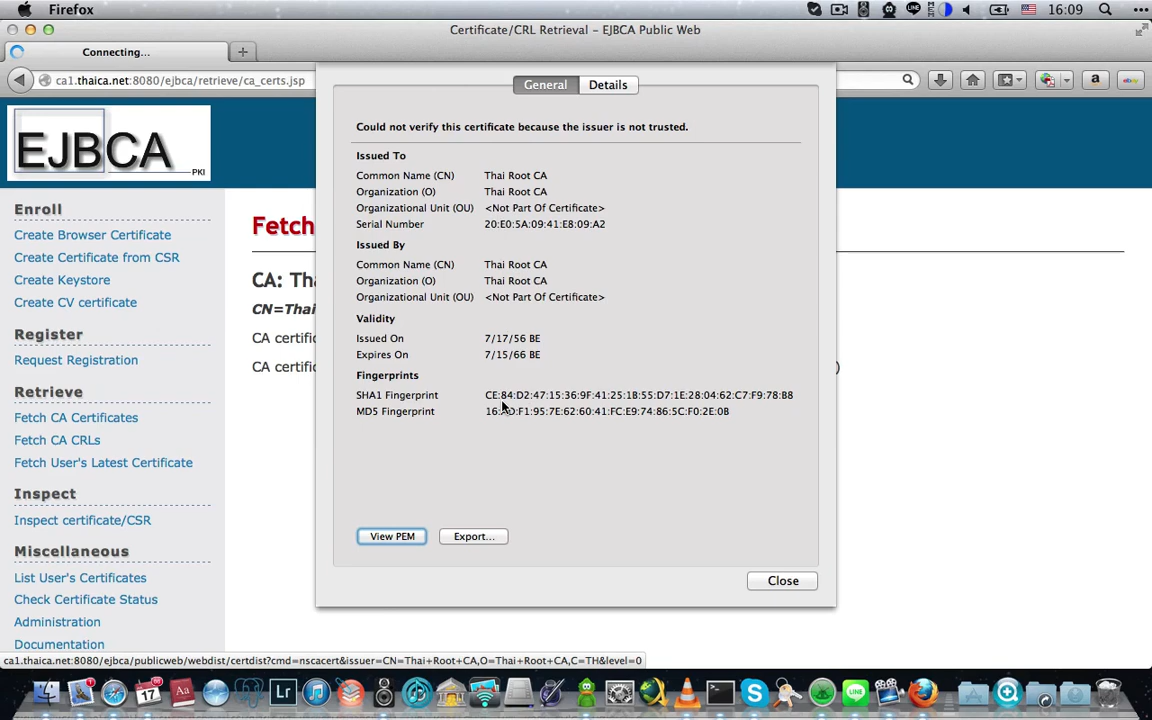 Firefox
16:09
Certificate/CRL Retrieval – EJBCA Public Web
Connecting...
ca1.thaica.net:8080/ejbca/retrieve/ca_certs.jsp
EJBCA
PKI
Enroll
Create Browser Certificate
Create Certificate from CSR
Create Keystore
Create CV certificate
Register
Request Registration
Retrieve
Fetch CA Certificates
Fetch CA CRLs
Fetch User's Latest Certificate
Inspect
Inspect certificate/CSR
Miscellaneous
List User's Certificates
Check Certificate Status
Administration
Documentation
Fetch
CA: Tha
CN=Thai
CA certific
CA certific
General Details
Could not verify this certificate because the issuer is not trusted.
Issued To
Common Name (CN) Thai Root CA
Organization (O) Thai Root CA
Organizational Unit (OU) <Not Part Of Certificate>
Serial Number 20:E0:5A:09:41:E8:09:A2
Issued By
Common Name (CN) Thai Root CA
Organization (O) Thai Root CA
Organizational Unit (OU) <Not Part Of Certificate>
Validity
Issued On 7/17/56 BE
Expires On 7/15/66 BE
Fingerprints
SHA1 Fingerprint CE:84:D2:47:15:36:9F:41:25:1B:55:D7:1E:28:04:62:C7:F9:78:B8
MD5 Fingerprint :F1:95:7E:62:60:41:FC:E9:74:86:5C:F0:2E:0B
View PEM Export...
Close
ca1.thaica.net:8080/ejbca/publicweb/webdist/certdist?cmd=nscacert&issuer=CN=Thai+Root+CA,O=Thai+Root+CA,C=TH&level=0